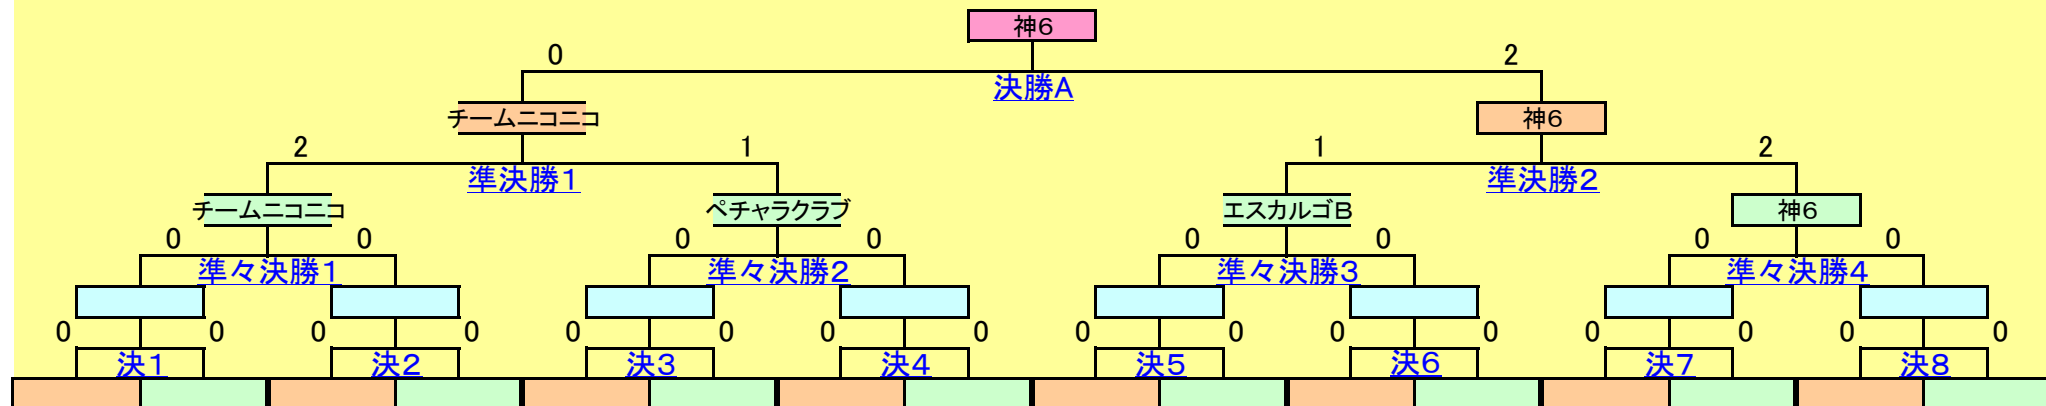 神6
0 2
決勝A
チームニコニコ 神6
2 1 1 2
準決勝1 準決勝2
チームニコニコ ペチャラクラブ エスカルゴB 神6
0 0 0 0 0 0 0 0
準々決勝1 準々決勝2 準々決勝3 準々決勝4
0 0 0 0 0 0 0 0 0 0 0 0 0 0 0 0
決1 決2 決3 決4 決5 決6 決7 決8